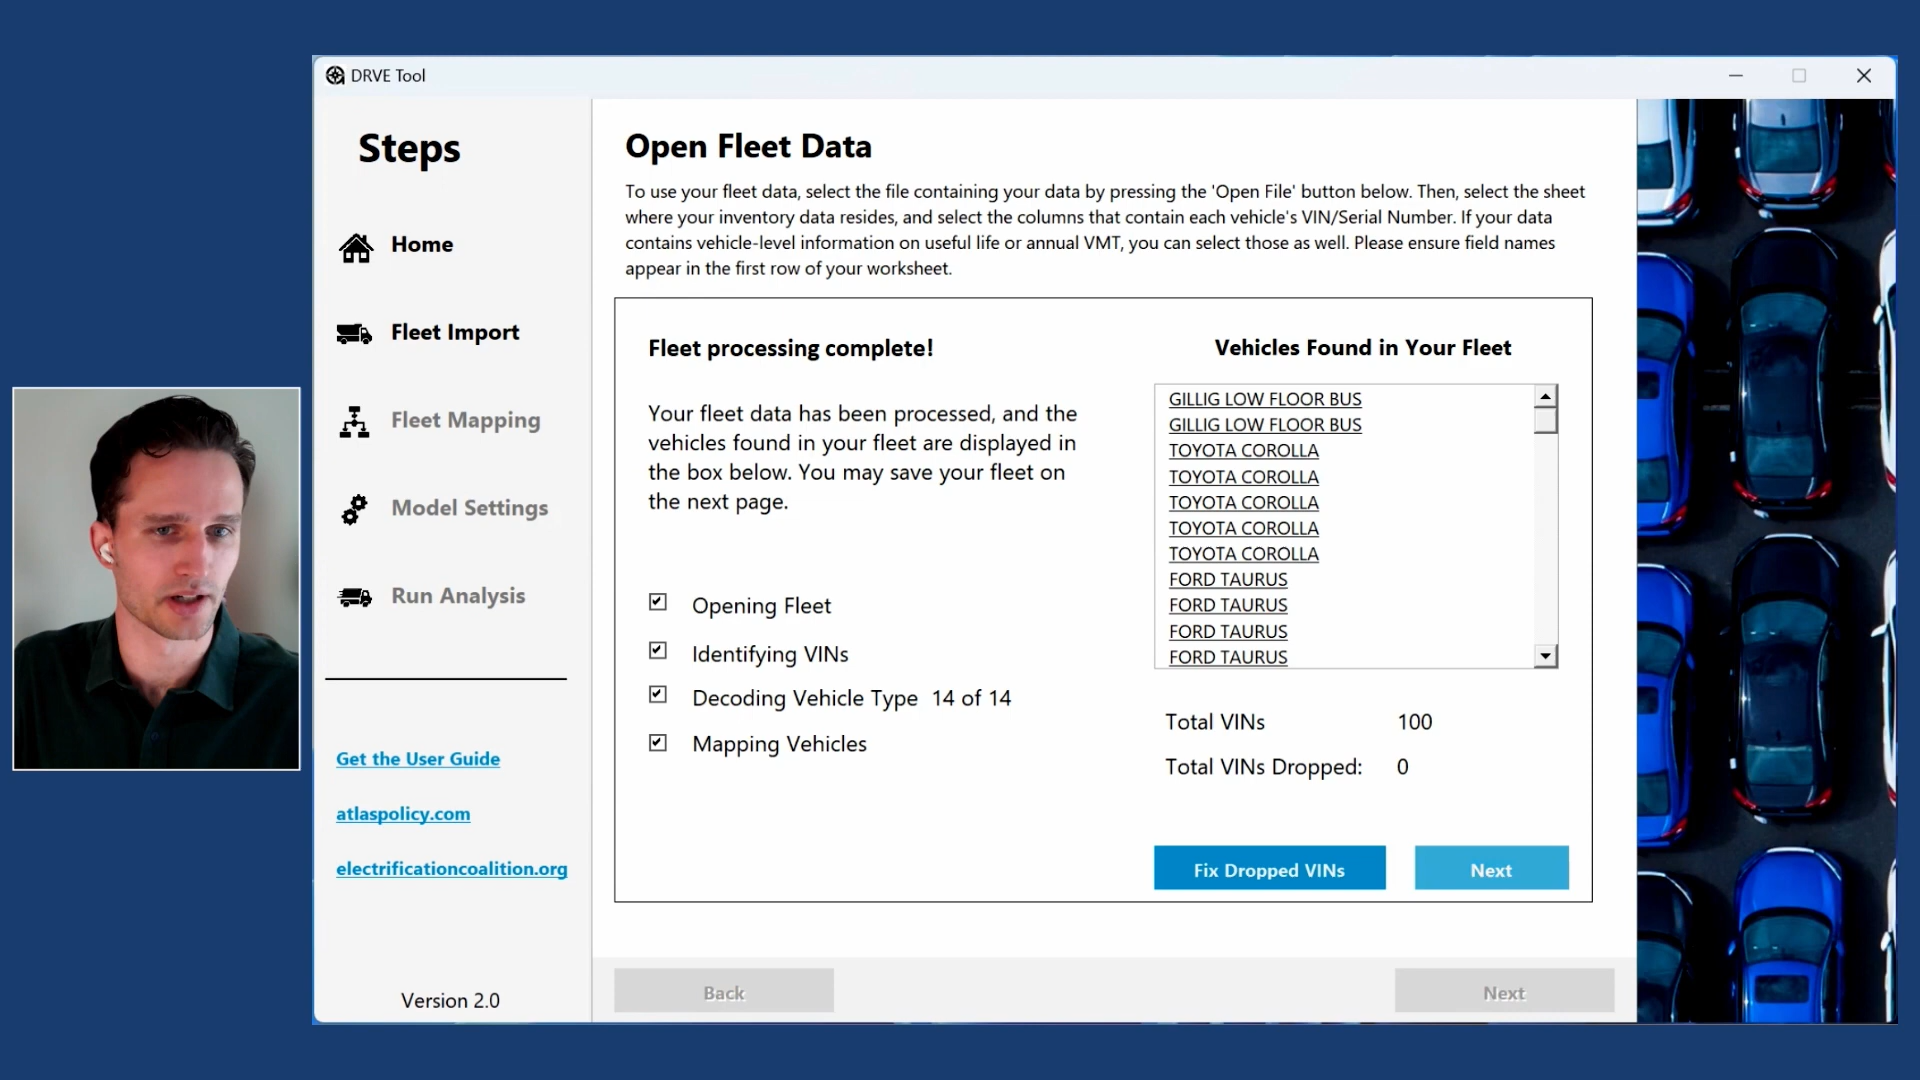 DRVE Tool
Steps
Home
Fleet Import
Fleet Mapping
Model Settings
Run Analysis
Get the User Guide
atlaspolicy.com
electrificationcoalition.org
Version 2.0
Open Fleet Data
To use your fleet data, select the file containing your data by pressing the 'Open File' button below. Then, select the sheet
where your inventory data resides, and select the columns that contain each vehicle's VIN/Serial Number. If your data
contains vehicle-level information on useful life or annual VMT, you can select those as well. Please ensure field names
appear in the first row of your worksheet.
Fleet processing complete!
Your fleet data has been processed, and the
vehicles found in your fleet are displayed in
the box below. You may save your fleet on
the next page.
Opening Fleet
Identifying VINs
Decoding Vehicle Type 14 of 14
Mapping Vehicles
Vehicles Found in Your Fleet
GILLIG LOW FLOOR BUS
GILLIG LOW FLOOR BUS
TOYOTA COROLLA
TOYOTA COROLLA
TOYOTA COROLLA
TOYOTA COROLLA
TOYOTA COROLLA
FORD TAURUS
FORD TAURUS
FORD TAURUS
FORD TAURUS
Total VINs 100
Total VINs Dropped: 0
Fix Dropped VINs
Next
Back
Next